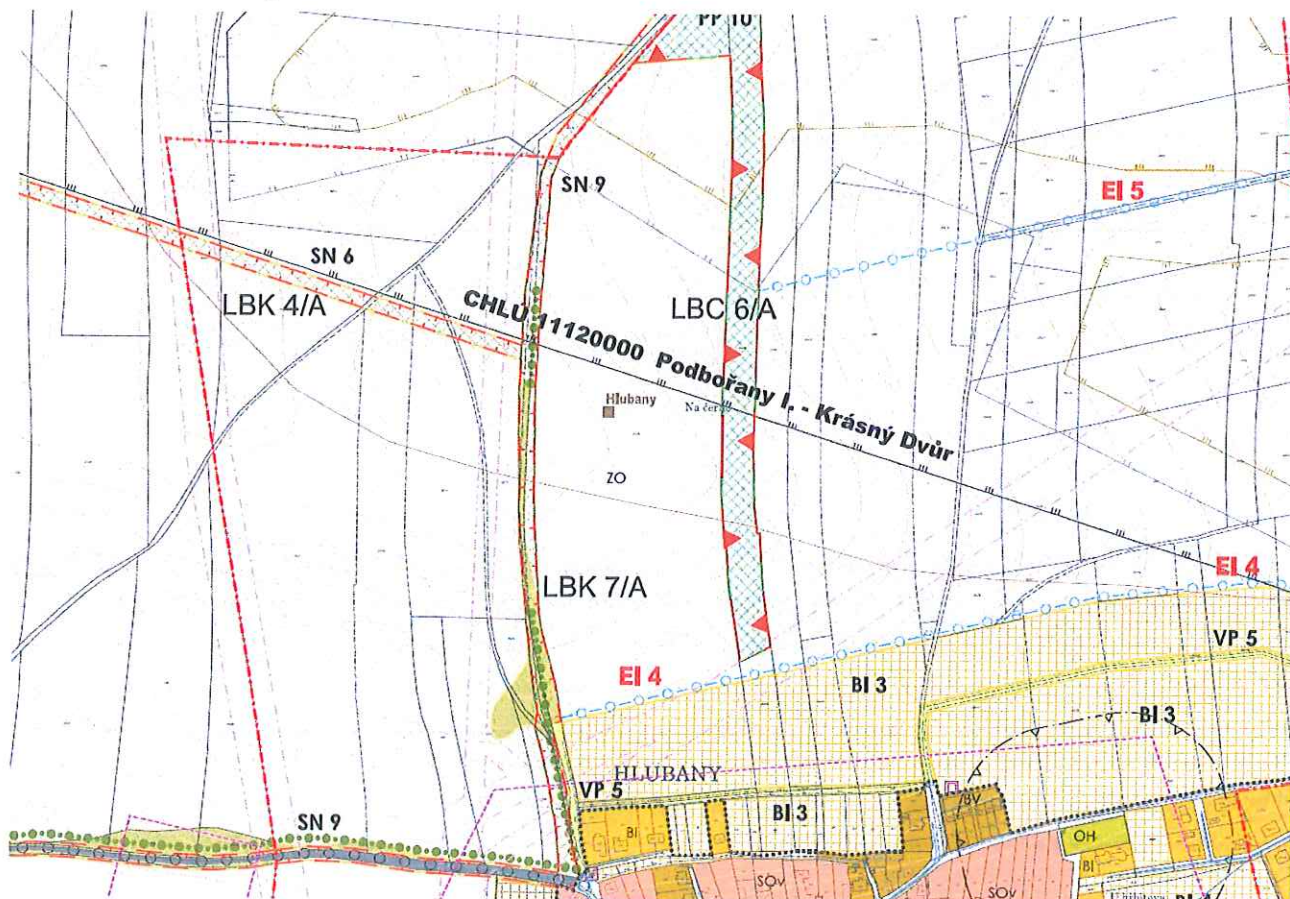 PP 10
SN 9
EI 5
SN 6
LBK 4/A
LBC 6/A
CHLÚ 11120000 Podbořany I. - Krásný Dvůr
Hlubany
ZO
LBK 7/A
EI 4
EI 4
VP 5
BI 3
BI 3
HLUBANY
VP 5
BI 3
BV
SN 9
BI
OH
BI
SOv
SOv